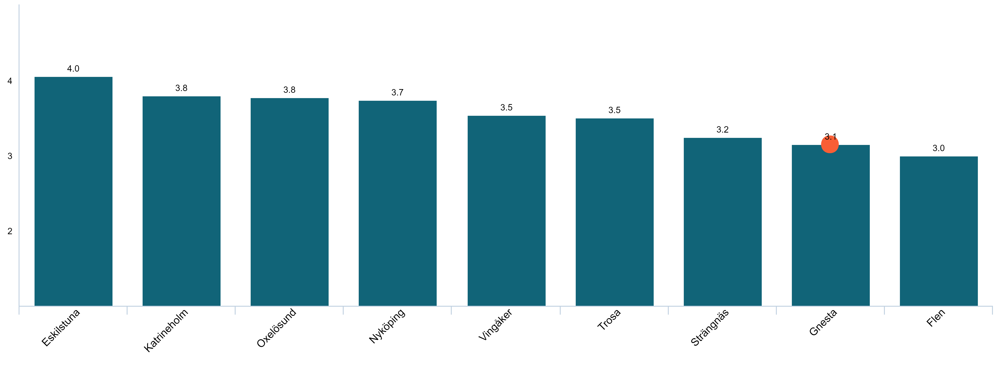 4.0
3.8
3.8
3.7
3.5
3.5
3.2
3.1
3.0
4
3
2
Eskilstuna
Katrineholm
Oxelösund
Nyköping
Vingåker
Trosa
Strängnäs
Gnesta
Flen